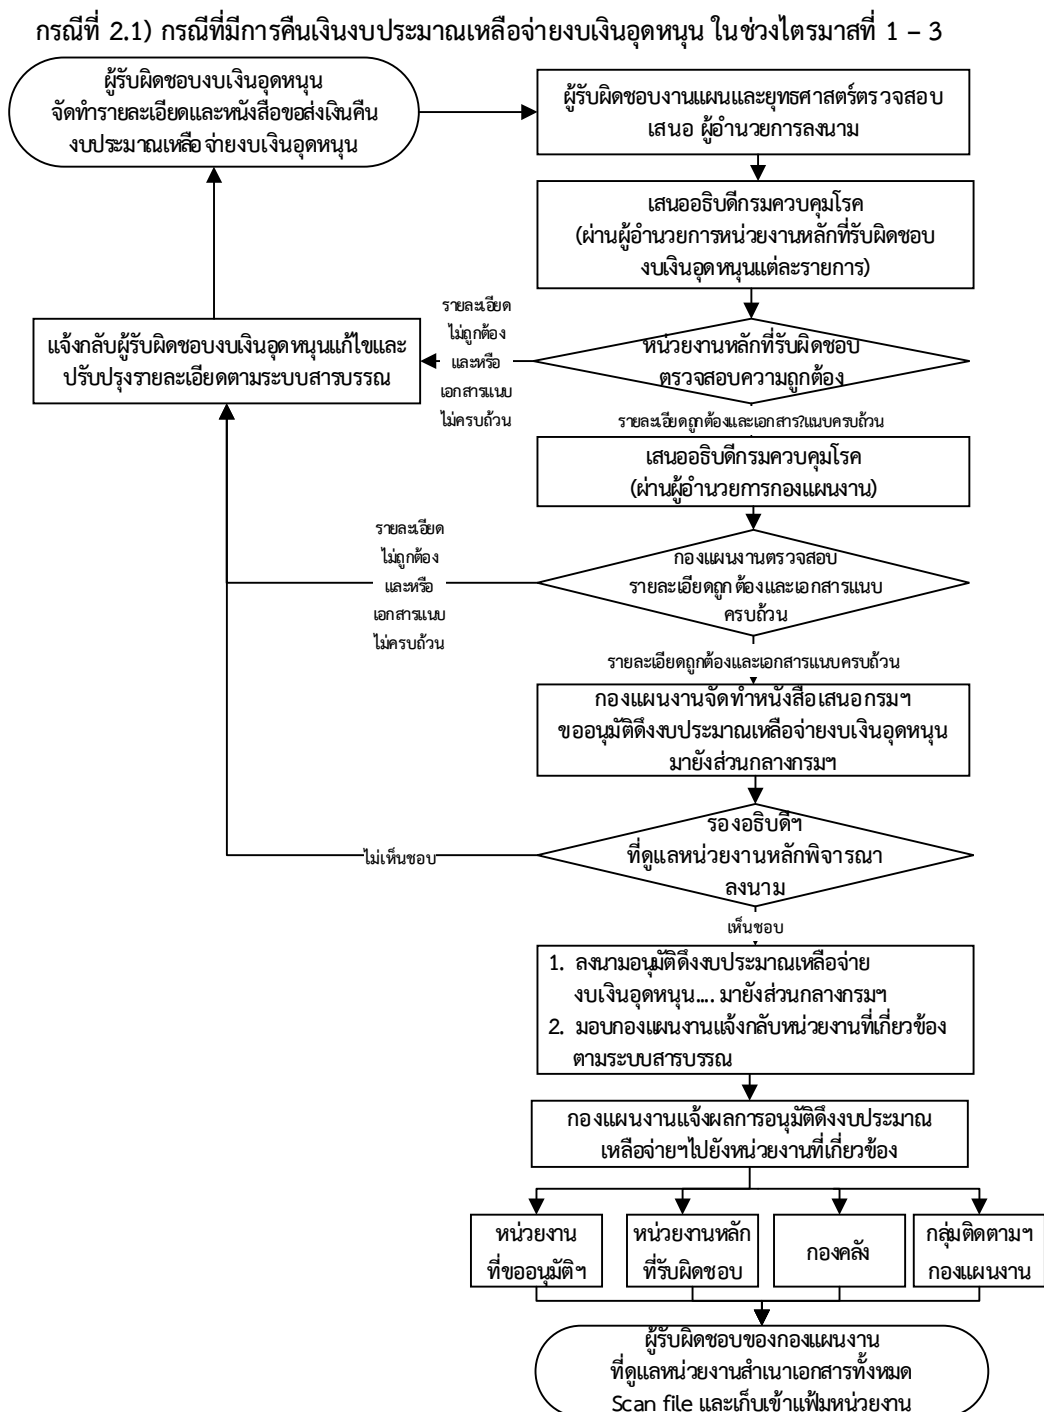 กรณีที่ 2.1) กรณีที่มีการคืนเงินงบประมาณเหลือจ่ายงบเงินอุดหนุน ในช่วงไตรมาสที่ 1 – 3
ผู้รับผิดชอบงบเงินอุดหนุน
จัดทำรายละเอียดและหนังสือขอส่งเงินคืน
งบประมาณเหลือจ่ายงบเงินอุดหนุน
ผู้รับผิดชอบงานแผนและยุทธศาสตร์ตรวจสอบ
เสนอ ผู้อำนวยการลงนาม
เสนออธิบดีกรมควบคุมโรค
(ผ่านผู้อำนวยการหน่วยงานหลักที่รับผิดชอบ
งบเงินอุดหนุนแต่ละรายการ)
หน่วยงานหลักที่รับผิดชอบ
ตรวจสอบความถูกต้อง
รายละเอียด
ไม่ถูกต้อง
และหรือ
เอกสารแนบ
ไม่ครบถ้วน
แจ้งกลับผู้รับผิดชอบงบเงินอุดหนุนแก้ไขและ
ปรับปรุงรายละเอียดตามระบบสารบรรณ
รายละเอียดถูกต้องและเอกสาร?แนบครบถ้วน
เสนออธิบดีกรมควบคุมโรค
(ผ่านผู้อำนวยการกองแผนงาน)
กองแผนงานตรวจสอบ
รายละเอียดถูกต้องและเอกสารแนบ
ครบถ้วน
รายละเอียด
ไม่ถูกต้อง
และหรือ
เอกสารแนบ
ไม่ครบถ้วน
รายละเอียดถูกต้องและเอกสารแนบครบถ้วน
กองแผนงานจัดทำหนังสือเสนอกรมฯ
ขออนุมัติดึงงบประมาณเหลือจ่ายงบเงินอุดหนุน
มายังส่วนกลางกรมฯ
รองอธิบดีฯ
ที่ดูแลหน่วยงานหลักพิจารณา
ลงนาม
ไม่เห็นชอบ
เห็นชอบ
1. ลงนามอนุมัติดึงงบประมาณเหลือจ่าย
งบเงินอุดหนุน.... มายังส่วนกลางกรมฯ
2. มอบกองแผนงานแจ้งกลับหน่วยงานที่เกี่ยวข้อง
ตามระบบสารบรรณ
กองแผนงานแจ้งผลการอนุมัติดึงงบประมาณ
เหลือจ่ายฯไปยังหน่วยงานที่เกี่ยวข้อง
หน่วยงาน
ที่ขออนุมัติฯ
หน่วยงานหลัก
ที่รับผิดชอบ
กองคลัง
กลุ่มติดตามฯ
กองแผนงาน
ผู้รับผิดชอบของกองแผนงาน
ที่ดูแลหน่วยงานสำเนาเอกสารทั้งหมด
Scan file และเก็บเข้าแฟ้มหน่วยงาน